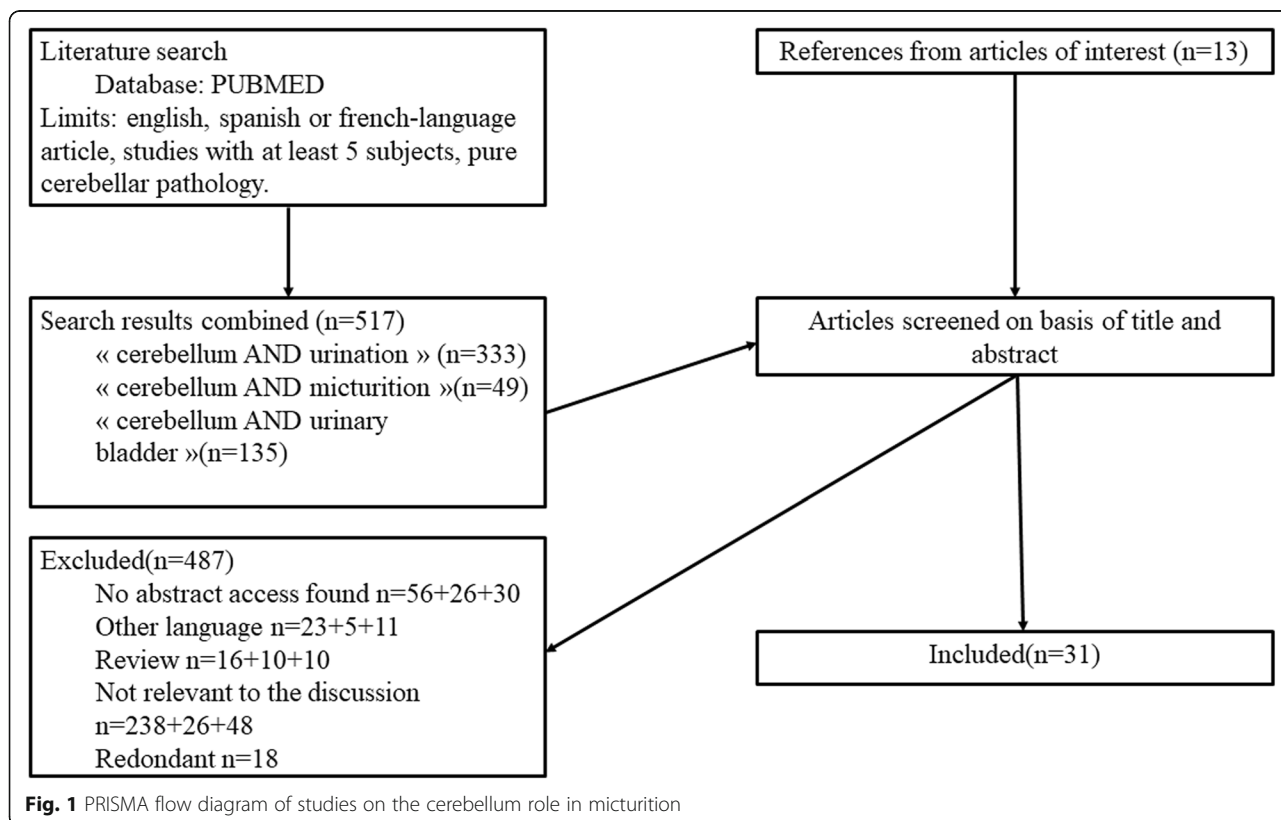 Literature search
Database: PUBMED
Limits: english, spanish or french-language
article, studies with at least 5 subjects, pure
cerebellar pathology.
References from articles of interest (n=13)
Search results combined (n=517)
« cerebellum AND urination » (n=333)
« cerebellum AND micturition »(n=49)
« cerebellum AND urinary
bladder »(n=135)
Articles screened on basis of title and
abstract
Excluded(n=487)
No abstract access found n=56+26+30
Other language n=23+5+11
Review n=16+10+10
Not relevant to the discussion
n=238+26+48
Redondant n=18
Included(n=31)
Fig. 1 PRISMA flow diagram of studies on the cerebellum role in micturition